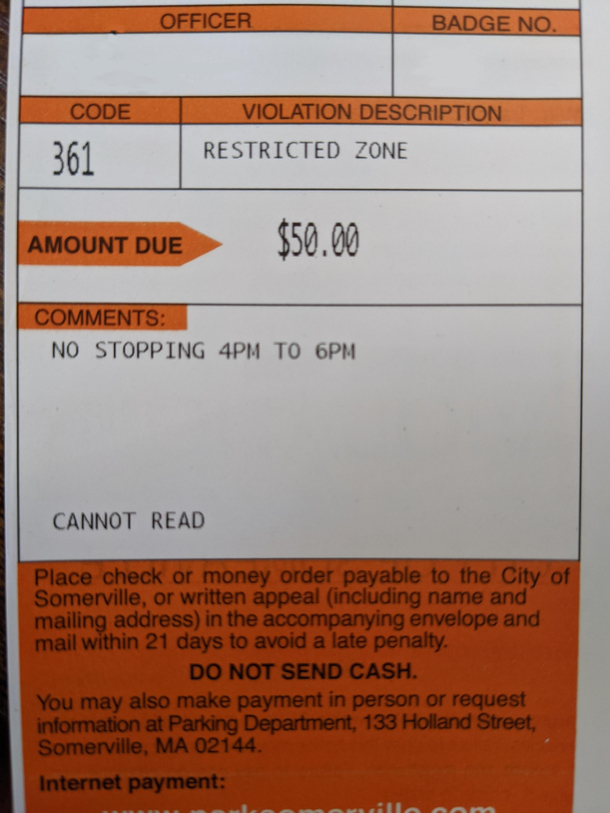 OFFICER BADGE NO.
CODE VIOLATION DESCRIPTION
361 RESTRICTED ZONE
AMOUNT DUE $50.00
COMMENTS:
NO STOPPING 4PM TO 6PM
CANNOT READ
Place check or money order payable to the City of
Somerville, or written appeal (including name and
mailing address) in the accompanying envelope and
mail within 21 days to avoid a late penalty.
DO NOT SEND CASH.
You may also make payment in person or request
information at Parking Department, 133 Holland Street,
Somerville, MA 02144.
Internet payment:
www.parksomerville.com